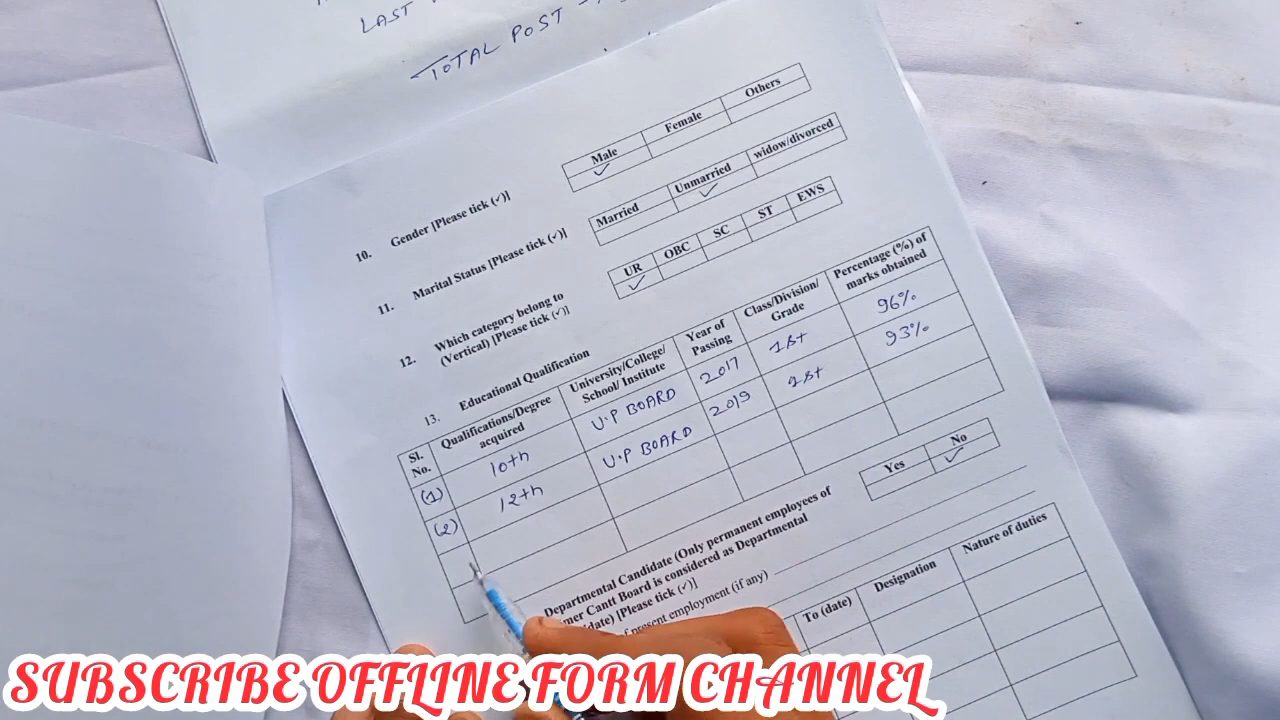 LAST
TOTAL POST -
10. Gender [Please tick (✓)]
Male Female Others
✓
11. Marital Status [Please tick (✓)]
Married Unmarried widow/divorced
✓
12. Which category belong to
(Vertical) [Please tick (✓)]
UR OBC SC ST EWS
✓
13. Educational Qualification
Sl. No. Qualifications/Degree acquired University/College/ School/ Institute Year of Passing Class/Division/ Grade Percentage (%) of marks obtained
(1) 10th U.P BOARD 2017 1st 96%
(2) 12th U.P BOARD 2019 1st 93%
Departmental Candidate (Only permanent employees of
Cantt Board is considered as Departmental
[Please tick (✓)]
Yes No
✓
present employment (if any)
To (date) Designation Nature of duties
SUBSCRIBE OFFLINE FORM CHANNEL